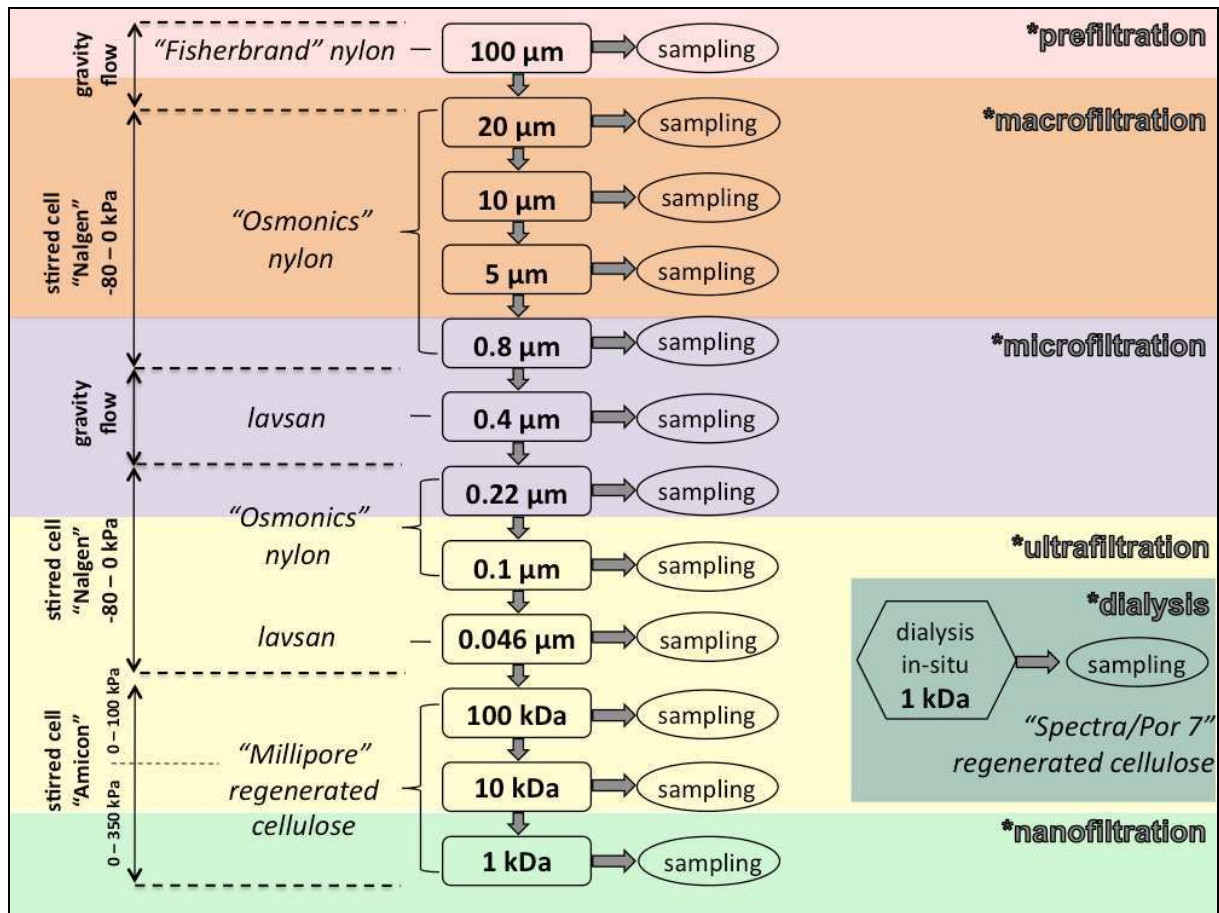 gravity
flow
“Fisherbrand” nylon
100 µm
sampling
*prefiltration
stirred cell
“Nalgen”
-80 – 0 kPa
“Osmonics”
nylon
20 µm
sampling
*macrofiltration
10 µm
sampling
5 µm
sampling
0.8 µm
sampling
*microfiltration
gravity
flow
lavsan
0.4 µm
sampling
stirred cell
“Nalgen”
-80 – 0 kPa
“Osmonics”
nylon
0.22 µm
sampling
0.1 µm
sampling
*ultrafiltration
lavsan
0.046 µm
sampling
*dialysis
dialysis
in-situ
1 kDa
sampling
“Spectra/Por 7”
regenerated cellulose
stirred cell
“Amicon”
0 – 100 kPa
0 – 350 kPa
“Millipore”
regenerated
cellulose
100 kDa
sampling
10 kDa
sampling
*nanofiltration
1 kDa
sampling